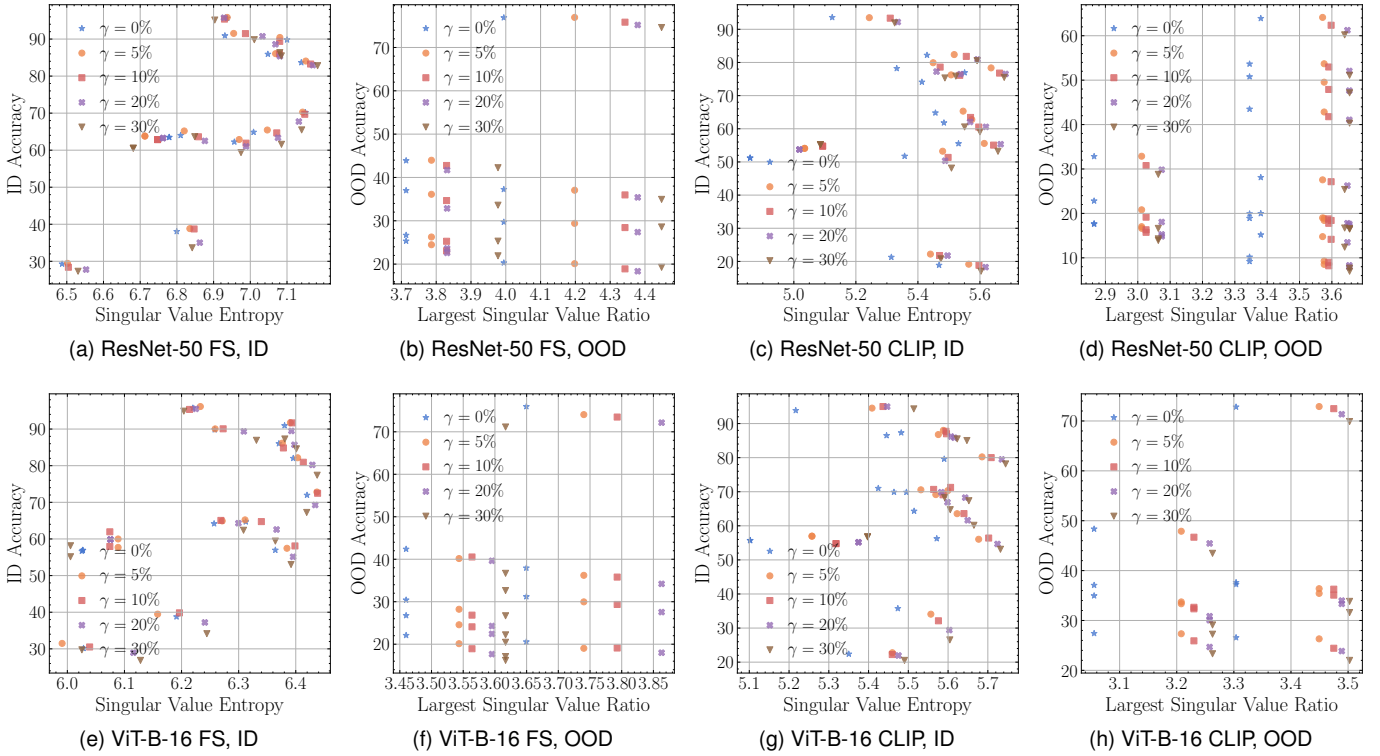 γ = 0%
γ = 5%
γ = 10%
γ = 20%
γ = 30%
ID Accuracy
90
80
70
60
50
40
30
6.5 6.6 6.7 6.8 6.9 7.0 7.1
Singular Value Entropy
(a) ResNet-50 FS, ID
γ = 0%
γ = 5%
γ = 10%
γ = 20%
γ = 30%
OOD Accuracy
70
60
50
40
30
20
3.7 3.8 3.9 4.0 4.1 4.2 4.3 4.4
Largest Singular Value Ratio
(b) ResNet-50 FS, OOD
γ = 0%
γ = 5%
γ = 10%
γ = 20%
γ = 30%
ID Accuracy
90
80
70
60
50
40
30
20
5.0 5.2 5.4 5.6
Singular Value Entropy
(c) ResNet-50 CLIP, ID
γ = 0%
γ = 5%
γ = 10%
γ = 20%
γ = 30%
OOD Accuracy
60
50
40
30
20
10
2.9 3.0 3.1 3.2 3.3 3.4 3.5 3.6
Largest Singular Value Ratio
(d) ResNet-50 CLIP, OOD
γ = 0%
γ = 5%
γ = 10%
γ = 20%
γ = 30%
ID Accuracy
90
80
70
60
50
40
30
6.0 6.1 6.2 6.3 6.4
Singular Value Entropy
(e) ViT-B-16 FS, ID
γ = 0%
γ = 5%
γ = 10%
γ = 20%
γ = 30%
OOD Accuracy
70
60
50
40
30
20
3.45 3.50 3.55 3.60 3.65 3.70 3.75 3.80 3.85
Largest Singular Value Ratio
(f) ViT-B-16 FS, OOD
γ = 0%
γ = 5%
γ = 10%
γ = 20%
γ = 30%
ID Accuracy
90
80
70
60
50
40
30
20
5.1 5.2 5.3 5.4 5.5 5.6 5.7
Singular Value Entropy
(g) ViT-B-16 CLIP, ID
γ = 0%
γ = 5%
γ = 10%
γ = 20%
γ = 30%
OOD Accuracy
70
60
50
40
30
20
3.1 3.2 3.3 3.4 3.5
Largest Singular Value Ratio
(h) ViT-B-16 CLIP, OOD